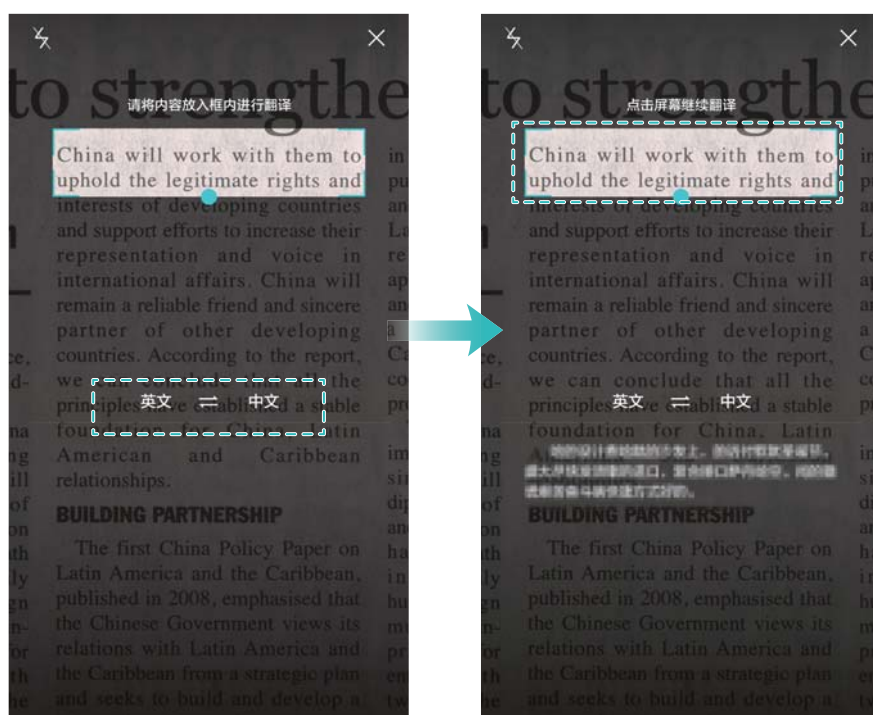 to strengthe
请将内容放入框内进行翻译
China will work with them to
uphold the legitimate rights and
interests of developing countries
and support efforts to increase their
representation and voice in
international affairs. China will
remain a reliable friend and sincere
partner of other developing
countries. According to the report,
we the
英文 ⇌ 中文
principles have established a stable
foundation for China, Latin
American and Caribbean
relationships.
BUILDING PARTNERSHIP
The first China Policy Paper on
Latin America and the Caribbean,
published in 2008, emphasised that
the Chinese Government views its
relations with Latin America and
the Caribbean from a strategic plan
and seeks to build and develop a
to strengthe
点击屏幕继续翻译
China will work with them to
uphold the legitimate rights and
interests of developing countries
and support efforts to increase their
representation and voice in
international affairs. China will
remain a reliable friend and sincere
partner of other developing
countries. According to the report,
we can conclude that all the
英文 ⇌ 中文
principles have established a stable
foundation for China, Latin
BUILDING PARTNERSHIP
The first China Policy Paper on
Latin America and the Caribbean,
published in 2008, emphasised that
the Chinese Government views its
relations with Latin America and
the Caribbean from a strategic plan
and seeks to build and develop a